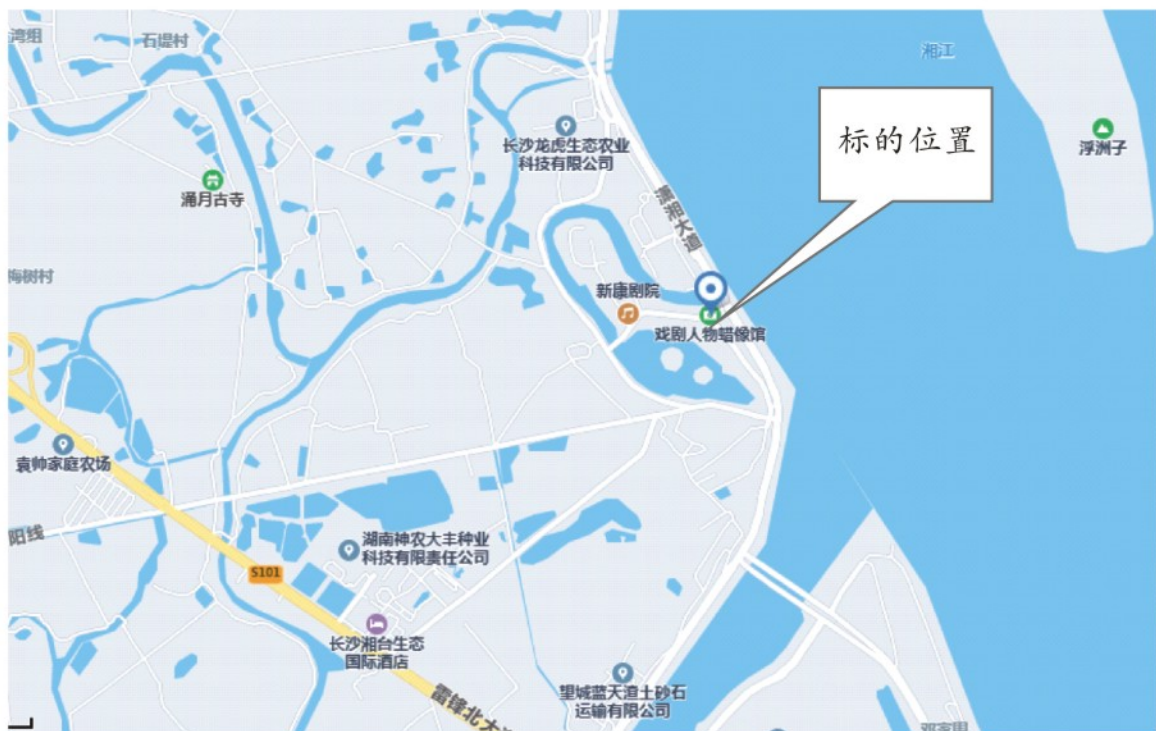 湾组
石堤村
湘江
标的位置
浮洲子
长沙龙虎生态农业
科技有限公司
涌月古寺
潇湘大道
梅树村
新康剧院
戏剧人物蜡像馆
袁帅家庭农场
阳线
湖南神农大丰种业
科技有限责任公司
S101
长沙湘台生态
国际酒店
雷锋北大道
望城蓝天渣土砂石
运输有限公司